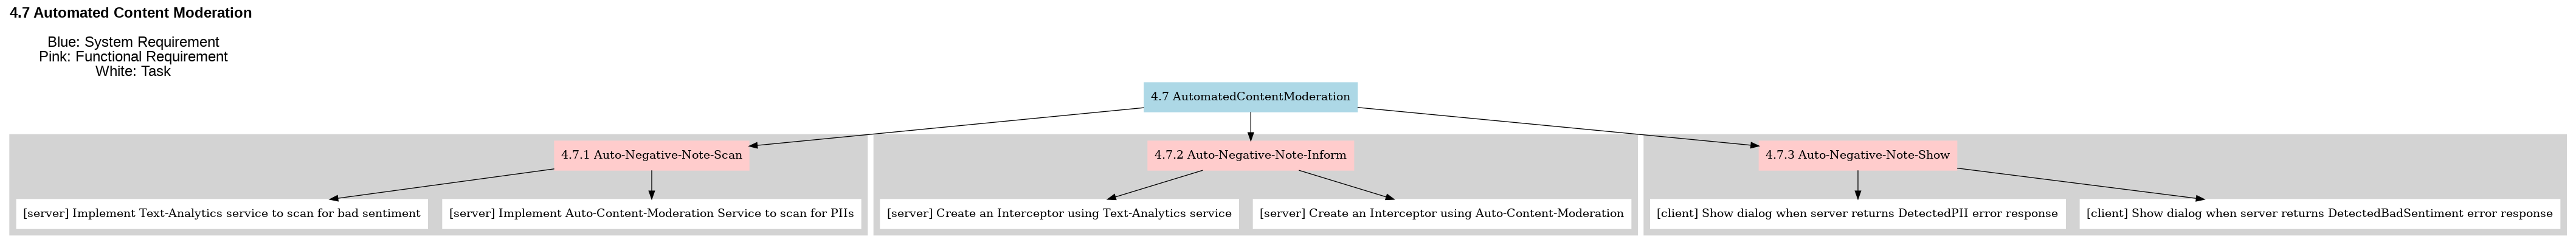 4.7 Automated Content Moderation
Blue: System Requirement
Pink: Functional Requirement
White: Task
4.7 AutomatedContentModeration
4.7.1 Auto-Negative-Note-Scan
4.7.2 Auto-Negative-Note-Inform
4.7.3 Auto-Negative-Note-Show
[server] Implement Text-Analytics service to scan for bad sentiment
[server] Implement Auto-Content-Moderation Service to scan for PIIs
[server] Create an Interceptor using Text-Analytics service
[server] Create an Interceptor using Auto-Content-Moderation
[client] Show dialog when server returns DetectedPII error response
[client] Show dialog when server returns DetectedBadSentiment error response